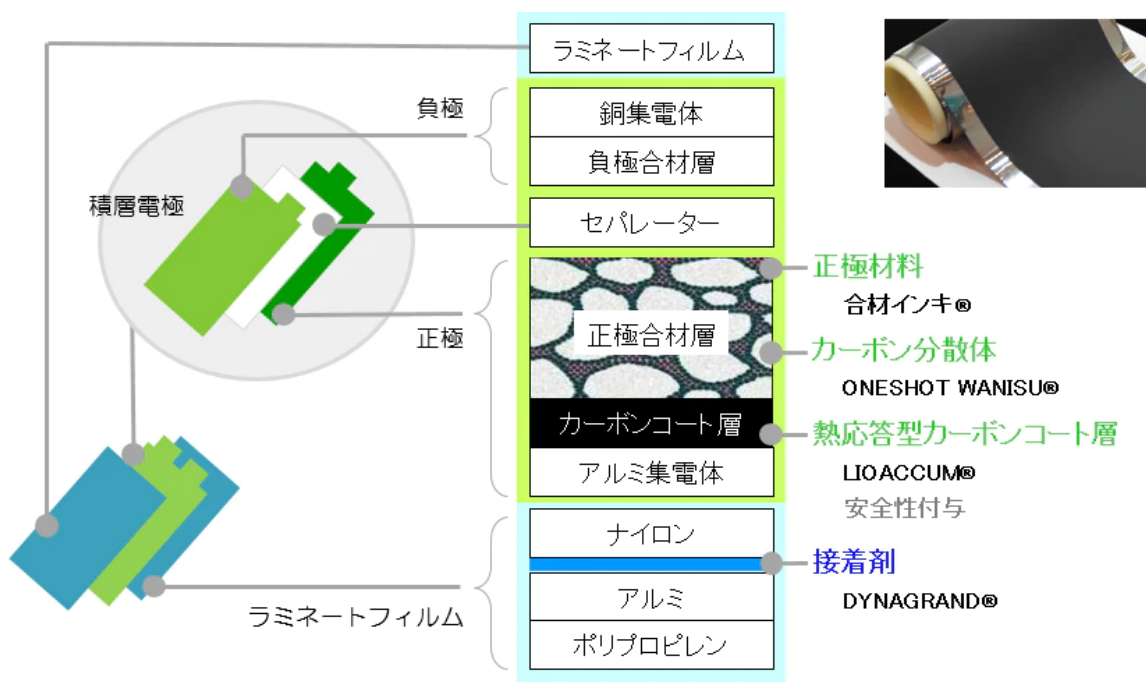 ラミネートフィルム
負極
銅集電体
負極合材層
積層電極
セパレーター
正極
正極合材層
カーボンコート層
アルミ集電体
正極材料
合材インキ®
カーボン分散体
ONESHOT WANISU®
熱応答型カーボンコート層
LIOACCUM®
安全性付与
ラミネートフィルム
ナイロン
アルミ
ポリプロピレン
接着剤
DYNAGRAND®